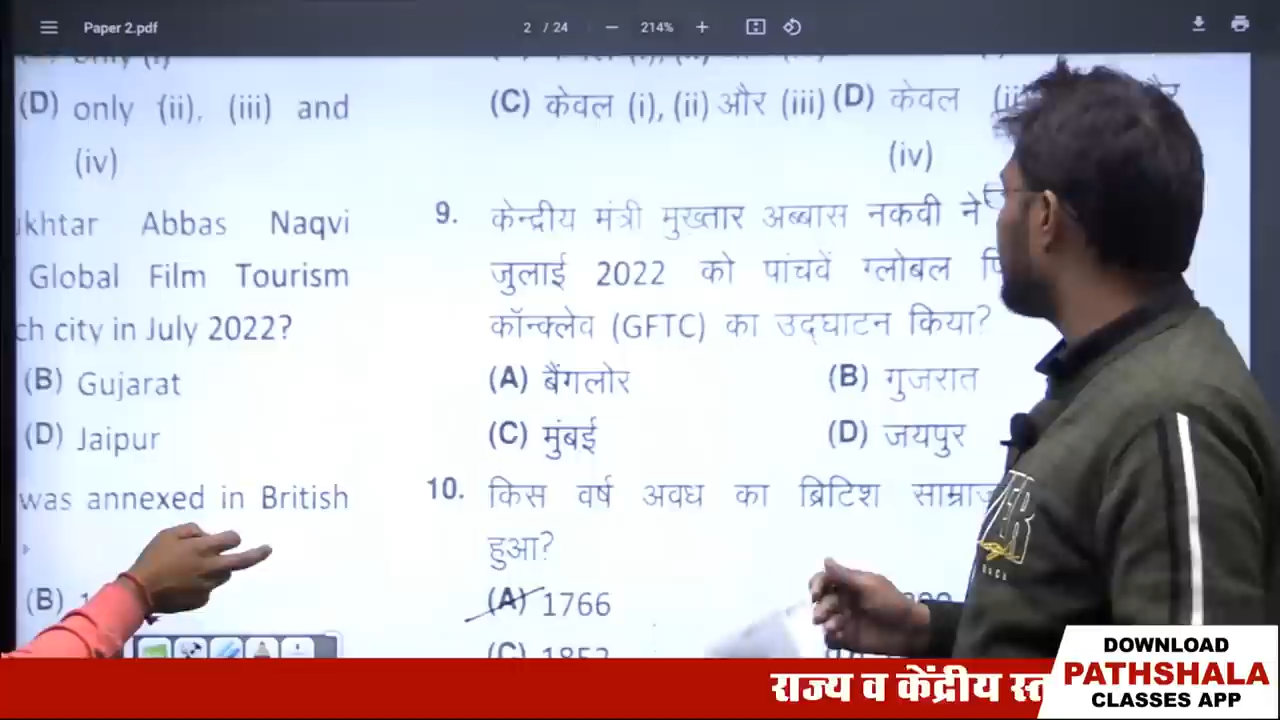 Paper 2.pdf
2 / 24
214%
(D) only (ii), (iii) and
(iv)
Abbas Naqvi
Global Film Tourism
city in July 2022?
(B) Gujarat
(D) Jaipur
was annexed in British
(B)
(C) केवल (i), (ii) और (iii) (D) केवल
(iv)
9. केन्द्रीय मंत्री मुख्तार अब्बास नकवी ने
जुलाई 2022 को पांचवें ग्लोबल
कॉन्क्लेव (GFTC) का उद्घाटन किया?
(A) बैंगलोर (B) गुजरात
(C) मुंबई (D) जयपुर
10. किस वर्ष अवध का ब्रिटिश
हुआ?
(A) 1766
राज्य व केंद्रीय
DOWNLOAD
PATHSHALA
CLASSES APP